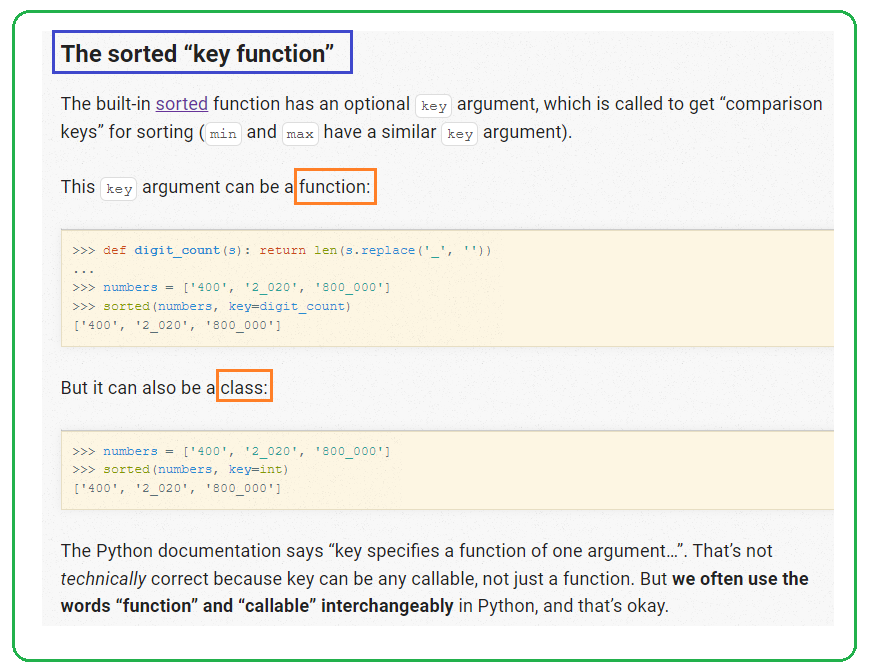 The sorted “key function”
The built-in sorted function has an optional key argument, which is called to get “comparison
keys” for sorting (min and max have a similar key argument).
This key argument can be a function:
>>> def digit_count(s): return len(s.replace('_', ''))
...
>>> numbers = ['400', '2_020', '800_000']
>>> sorted(numbers, key=digit_count)
['400', '2_020', '800_000']
But it can also be a class:
>>> numbers = ['400', '2_020', '800_000']
>>> sorted(numbers, key=int)
['400', '2_020', '800_000']
The Python documentation says “key specifies a function of one argument…”. That’s not
technically correct because key can be any callable, not just a function. But we often use the
words “function” and “callable” interchangeably in Python, and that’s okay.